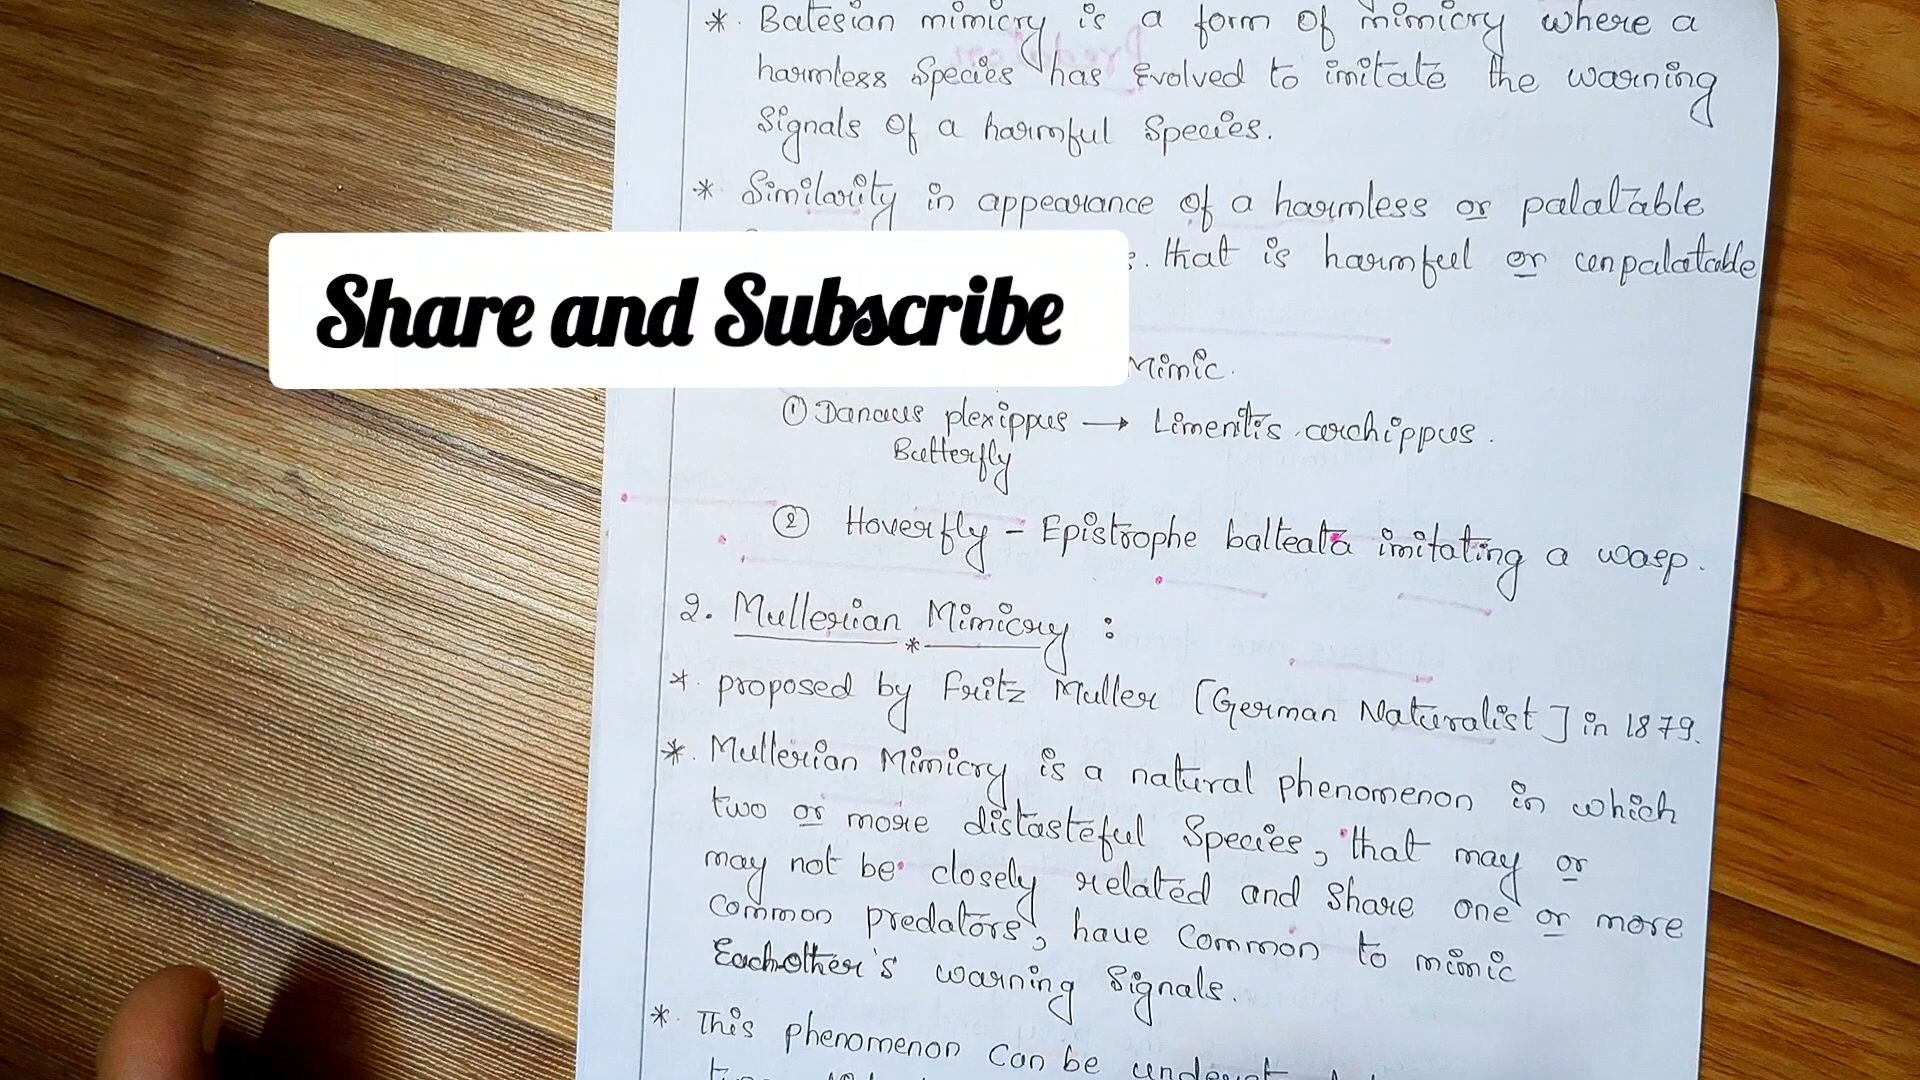 *. Batesian mimicry is a form of mimicry where a
harmless Species has Evolved to imitate the warning
Signals of a harmful Species.
* Similarity in appearance of a harmless or palatable
that is harmful or unpalatable
Share and Subscribe
Mimic.
① Danaus plexippus → Limenitis archippus.
Butterfly
② Hoverfly - Epistrophe balteata imitating a wasp.
2. Mullerian Mimicry :
*
*. proposed by Fritz Muller [German Naturalist] in 1879.
*. Mullerian Mimicry is a natural phenomenon in which
two or more distasteful Species, that may or
may not be closely related and Share one or more
Common predators, have Common to mimic
Eachother's warning Signals.
*. This phenomenon Can be